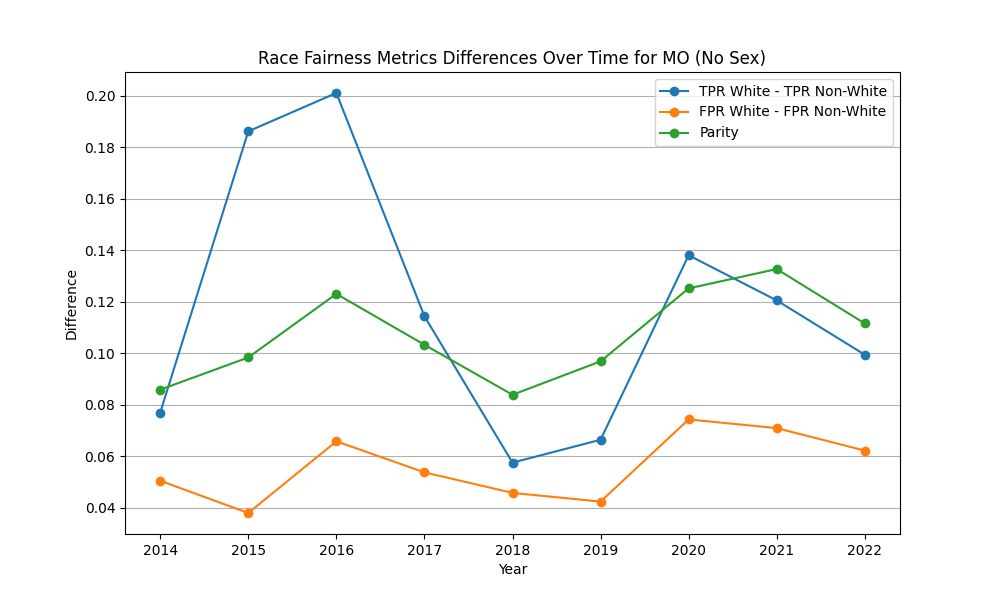 Race Fairness Metrics Differences Over Time for MO (No Sex)
TPR White - TPR Non-White
FPR White - FPR Non-White
Parity
Difference
0.20
0.18
0.16
0.14
0.12
0.10
0.08
0.06
0.04
2014 2015 2016 2017 2018 2019 2020 2021 2022
Year